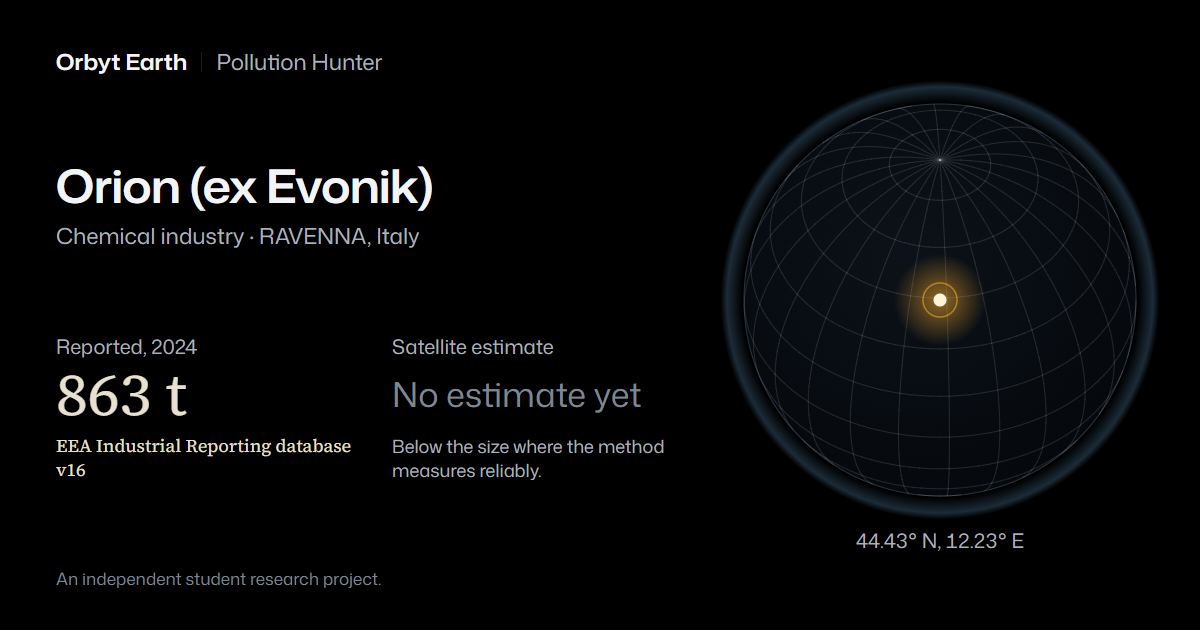 Orbyt Earth | Pollution Hunter
Orion (ex Evonik)
Chemical industry · RAVENNA, Italy
Reported, 2024
863 t
EEA Industrial Reporting database
v16
Satellite estimate
No estimate yet
Below the size where the method
measures reliably.
44.43° N, 12.23° E
An independent student research project.